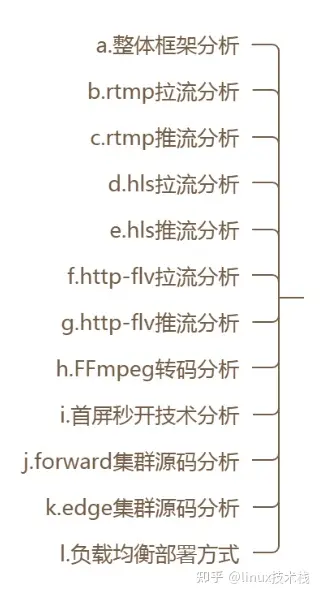 a.整体框架分析
b.rtmp拉流分析
c.rtmp推流分析
d.hls拉流分析
e.hls推流分析
f.http-flv拉流分析
g.http-flv推流分析
h.FFmpeg转码分析
i.首屏秒开技术分析
j.forward集群源码分析
k.edge集群源码分析
l.负载均衡部署方式
知乎 @linux技术栈